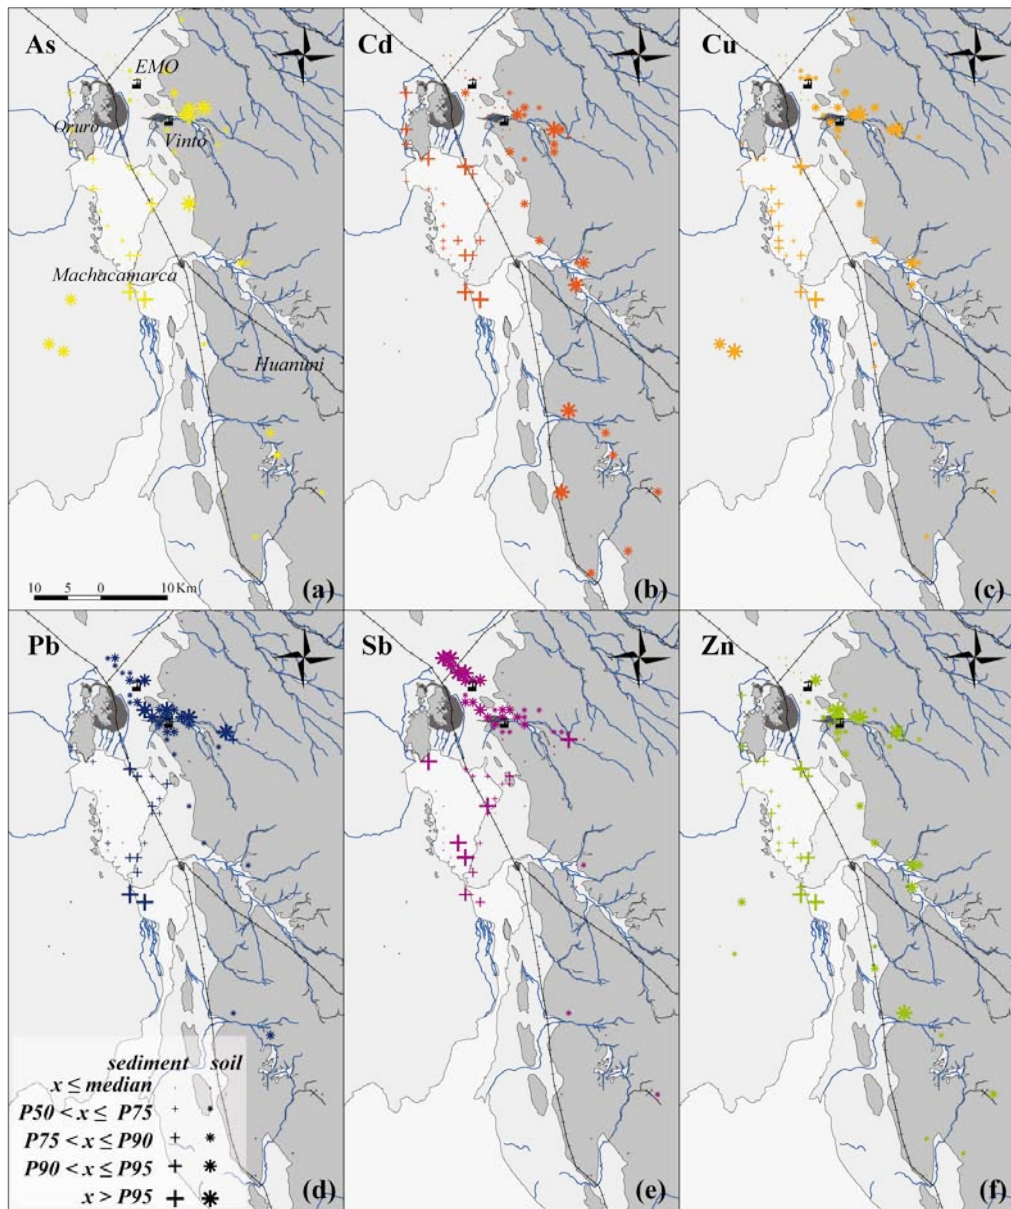 As
EMO
Oruro
Vinto
Machacamarca
Huanuni
10 5 0 10 Km
(a)
Cd
(b)
Cu
(c)
Pb
sediment soil
x ≤ median
P50 < x ≤ P75
P75 < x ≤ P90
P90 < x ≤ P95
x > P95
(d)
Sb
(e)
Zn
(f)